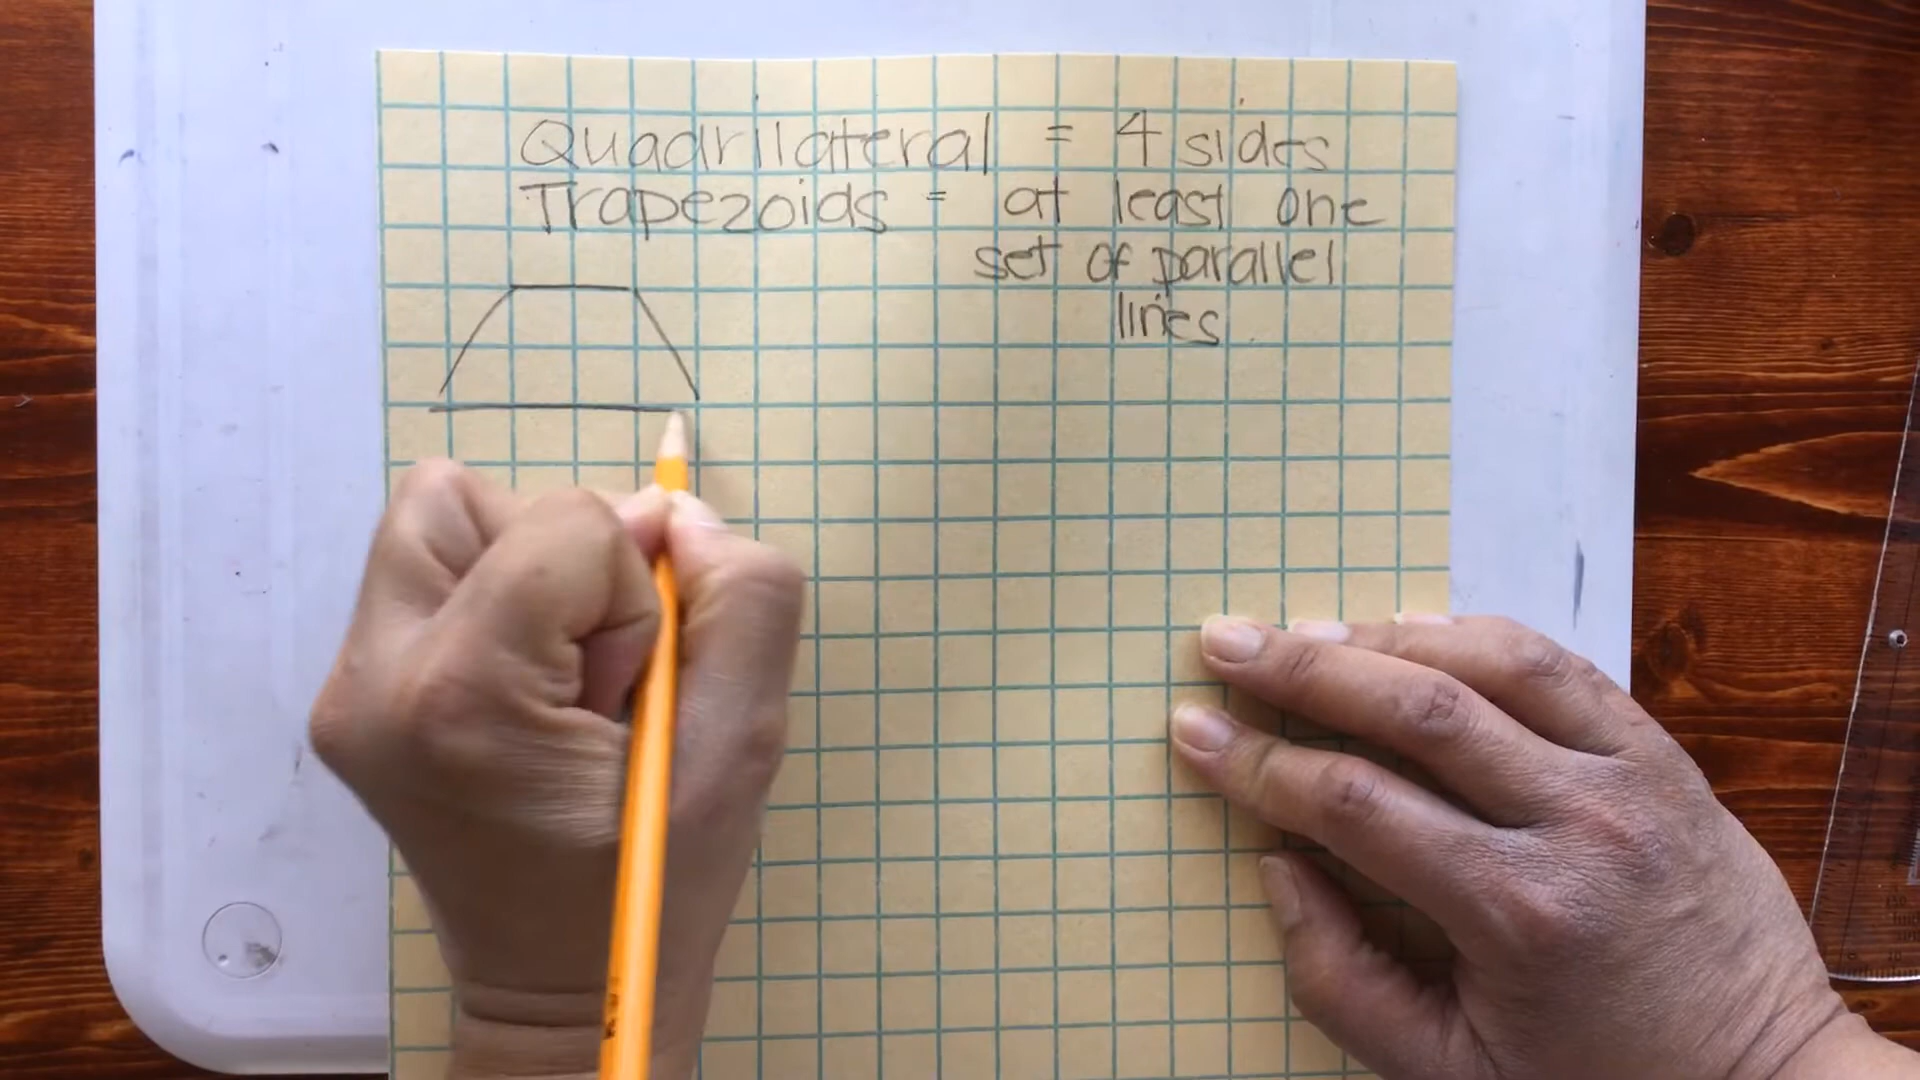 Quadrilateral = 4 sides
Trapezoids = at least one
set of parallel
lines